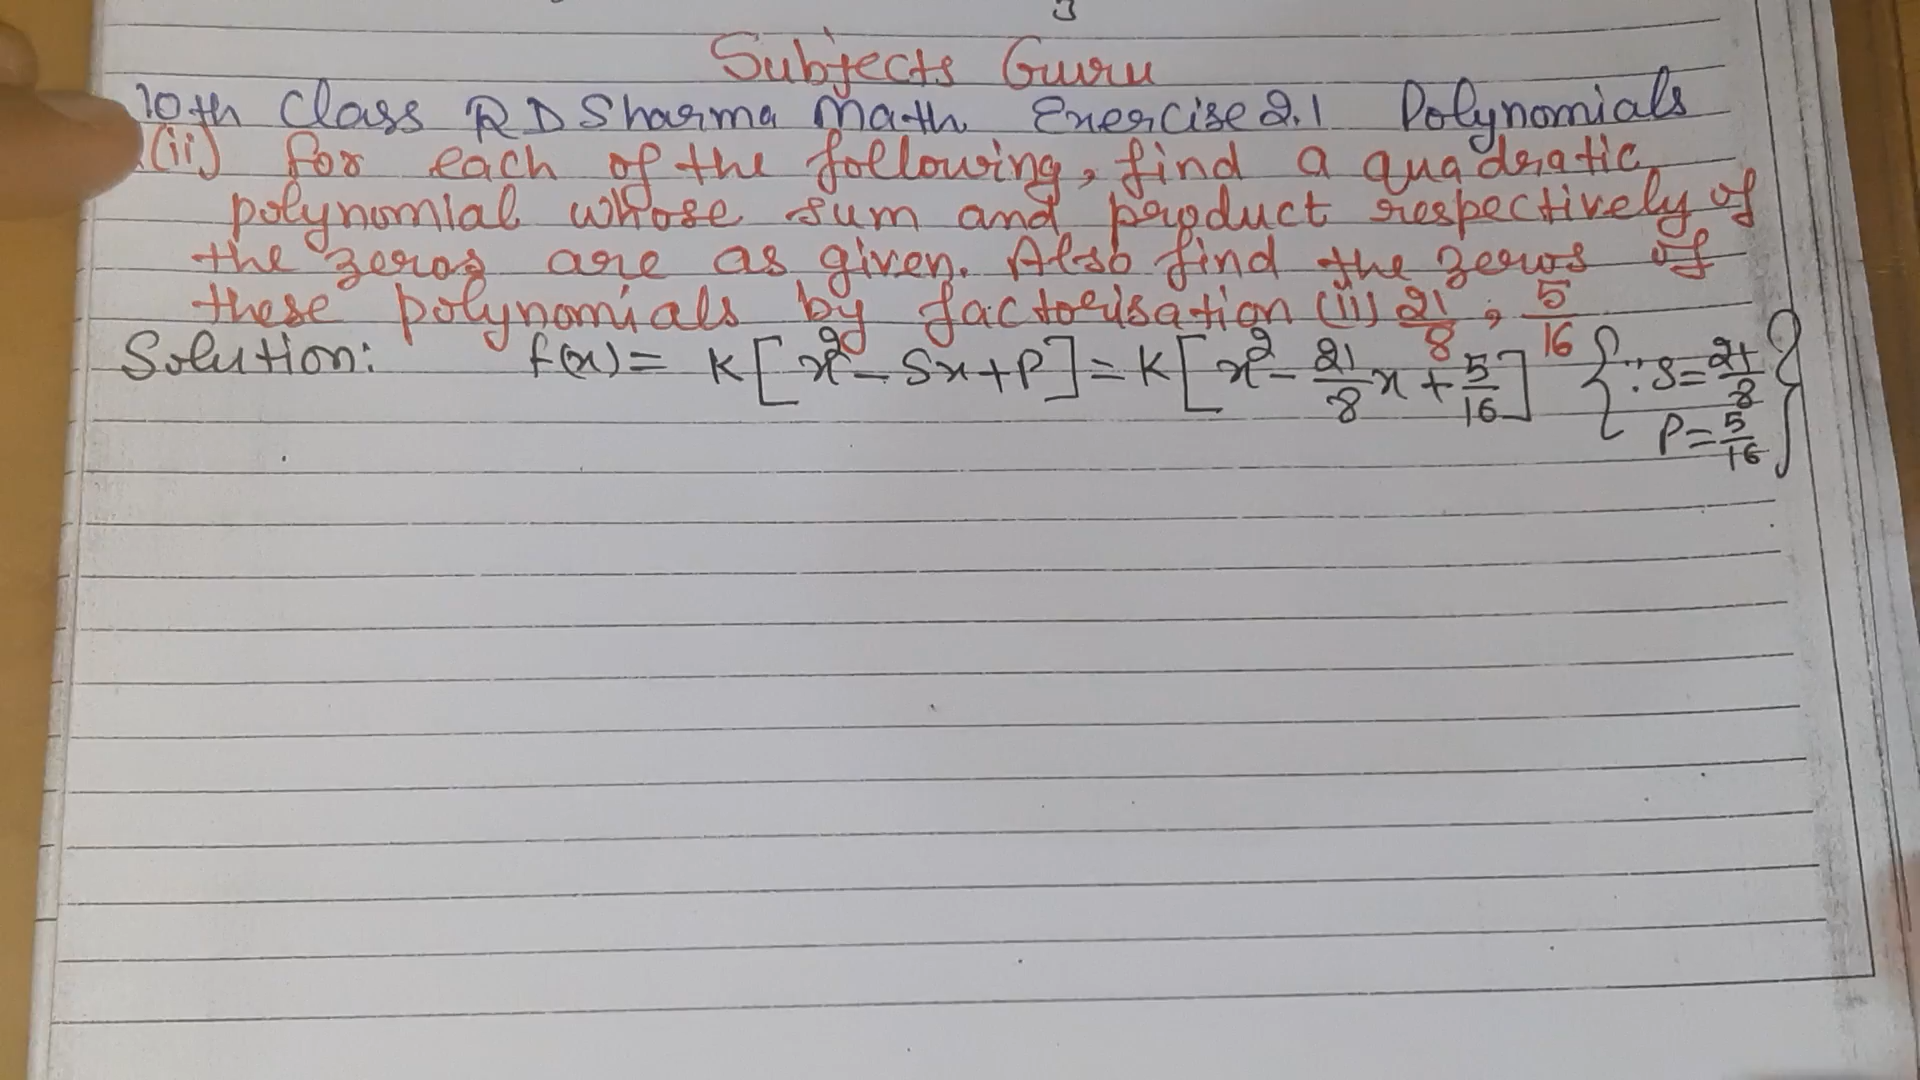 Subjects Guru
10th Class R D Sharma Math Exercise 2.1 Polynomials
(ii) for each of the following, find a quadratic
polynomial whose sum and product respectively of
the zeros are as given. Also find the zeros of
these polynomials by factorisation (ii) 21/8, 5/16
Solution: f(x) = K[x² - Sx + P] = K[x² - 21/8 x + 5/16] {∵ S = 21/8
P = 5/16}